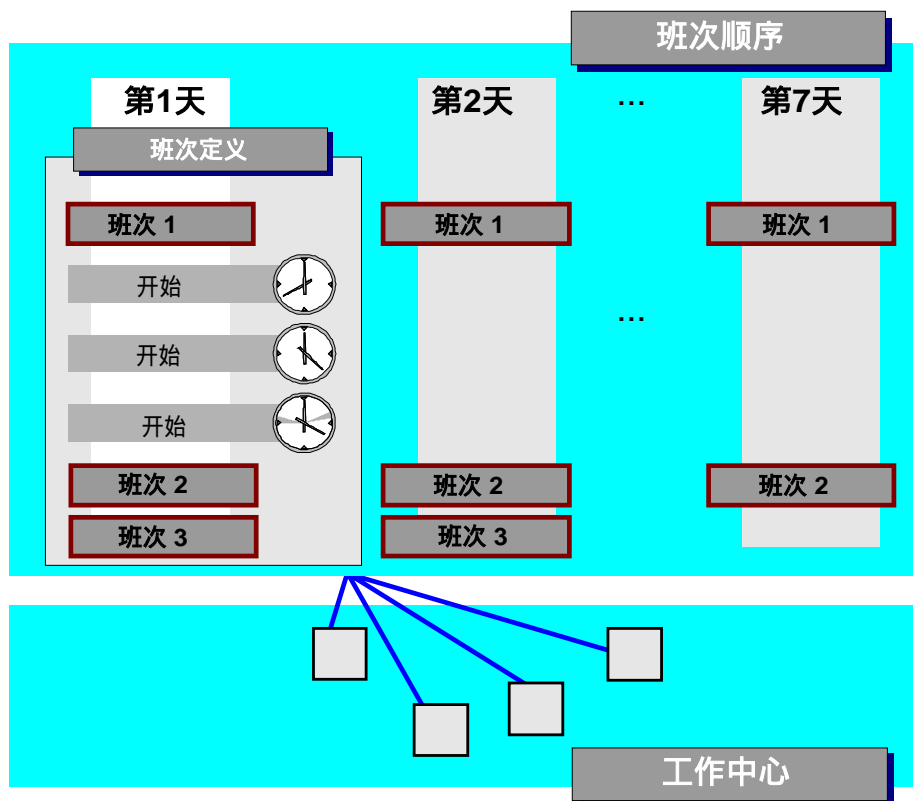 班次顺序
第1天
第2天
...
第7天
班次定义
班次 1
班次 1
班次 1
开始
...
开始
开始
班次 2
班次 2
班次 2
班次 3
班次 3
工作中心